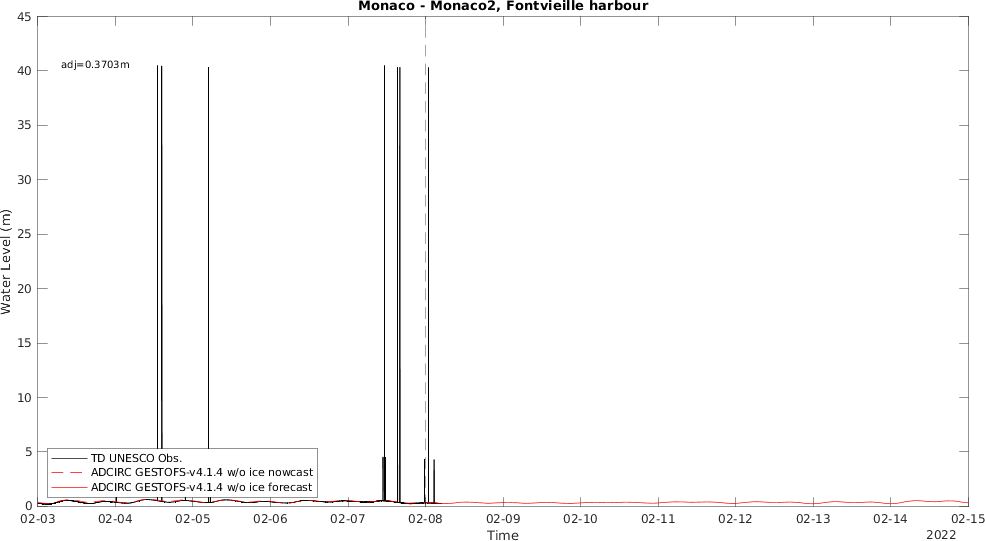 Monaco - Monaco2, Fontvieille harbour
adj=0.3703m
Water Level (m)
45
40
35
30
25
20
15
10
5
0
TD UNESCO Obs.
ADCIRC GESTOFS-v4.1.4 w/o ice nowcast
ADCIRC GESTOFS-v4.1.4 w/o ice forecast
02-03 02-04 02-05 02-06 02-07 02-08 02-09 02-10 02-11 02-12 02-13 02-14 02-15
Time
2022